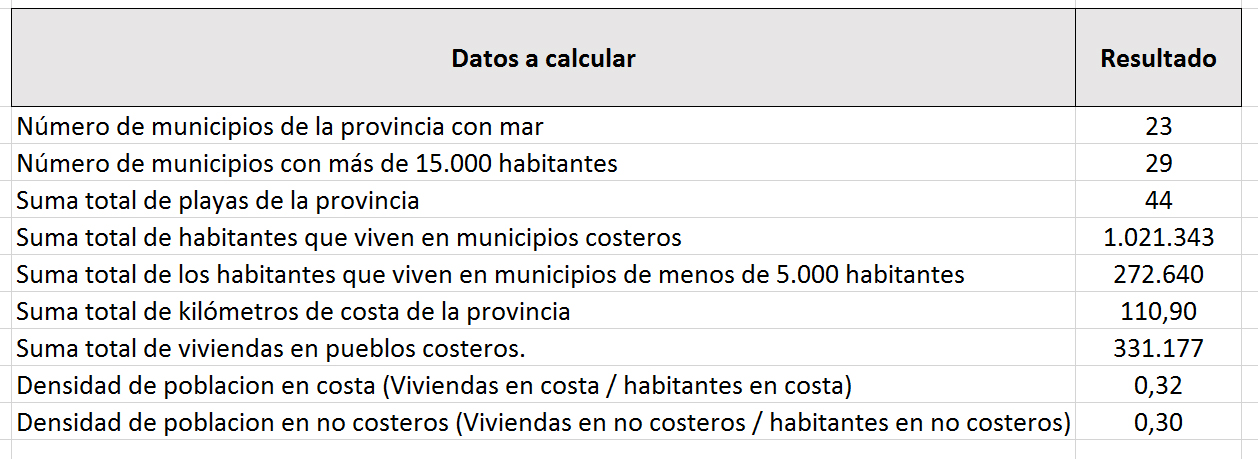 Datos a calcular Resultado
Número de municipios de la provincia con mar 23
Número de municipios con más de 15.000 habitantes 29
Suma total de playas de la provincia 44
Suma total de habitantes que viven en municipios costeros 1.021.343
Suma total de los habitantes que viven en municipios de menos de 5.000 habitantes 272.640
Suma total de kilómetros de costa de la provincia 110,90
Suma total de viviendas en pueblos costeros. 331.177
Densidad de poblacion en costa (Viviendas en costa / habitantes en costa) 0,32
Densidad de poblacion en no costeros (Viviendas en no costeros / habitantes en no costeros) 0,30